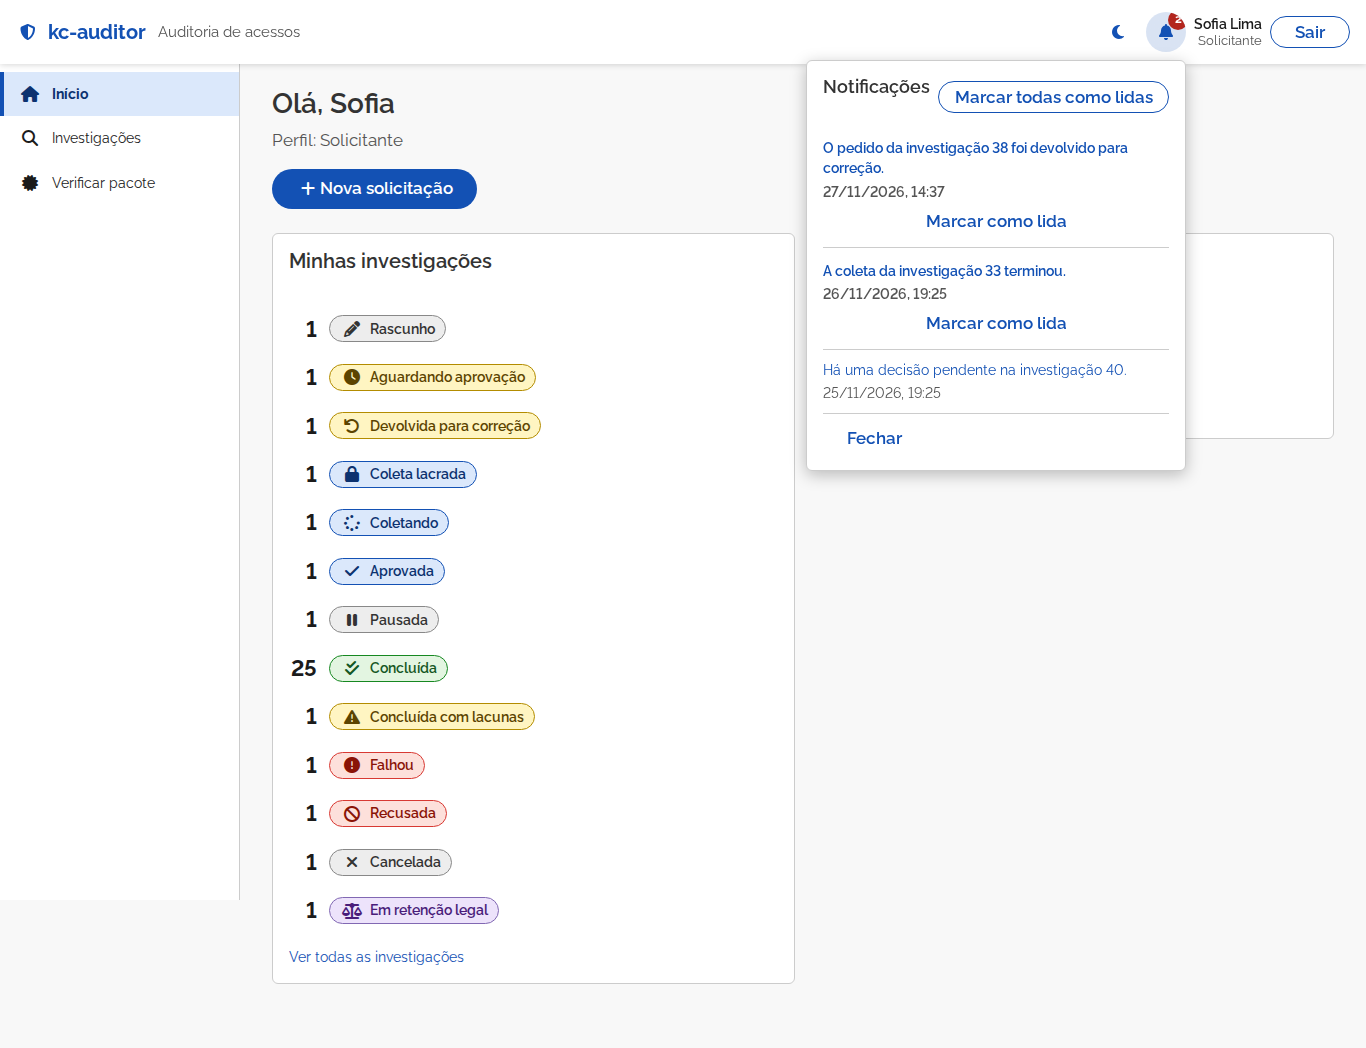 kc-auditor Auditoria de acessos
2
Sofia Lima
Solicitante
Sair
Início
Investigações
Verificar pacote
Olá, Sofia
Perfil: Solicitante
+ Nova solicitação
Minhas investigações
1 Rascunho
1 Aguardando aprovação
1 Devolvida para correção
1 Coleta lacrada
1 Coletando
1 Aprovada
1 Pausada
25 Concluída
1 Concluída com lacunas
1 Falhou
1 Recusada
1 Cancelada
1 Em retenção legal
Ver todas as investigações
Notificações
Marcar todas como lidas
O pedido da investigação 38 foi devolvido para
correção.
27/11/2026, 14:37
Marcar como lida
A coleta da investigação 33 terminou.
26/11/2026, 19:25
Marcar como lida
Há uma decisão pendente na investigação 40.
25/11/2026, 19:25
Fechar